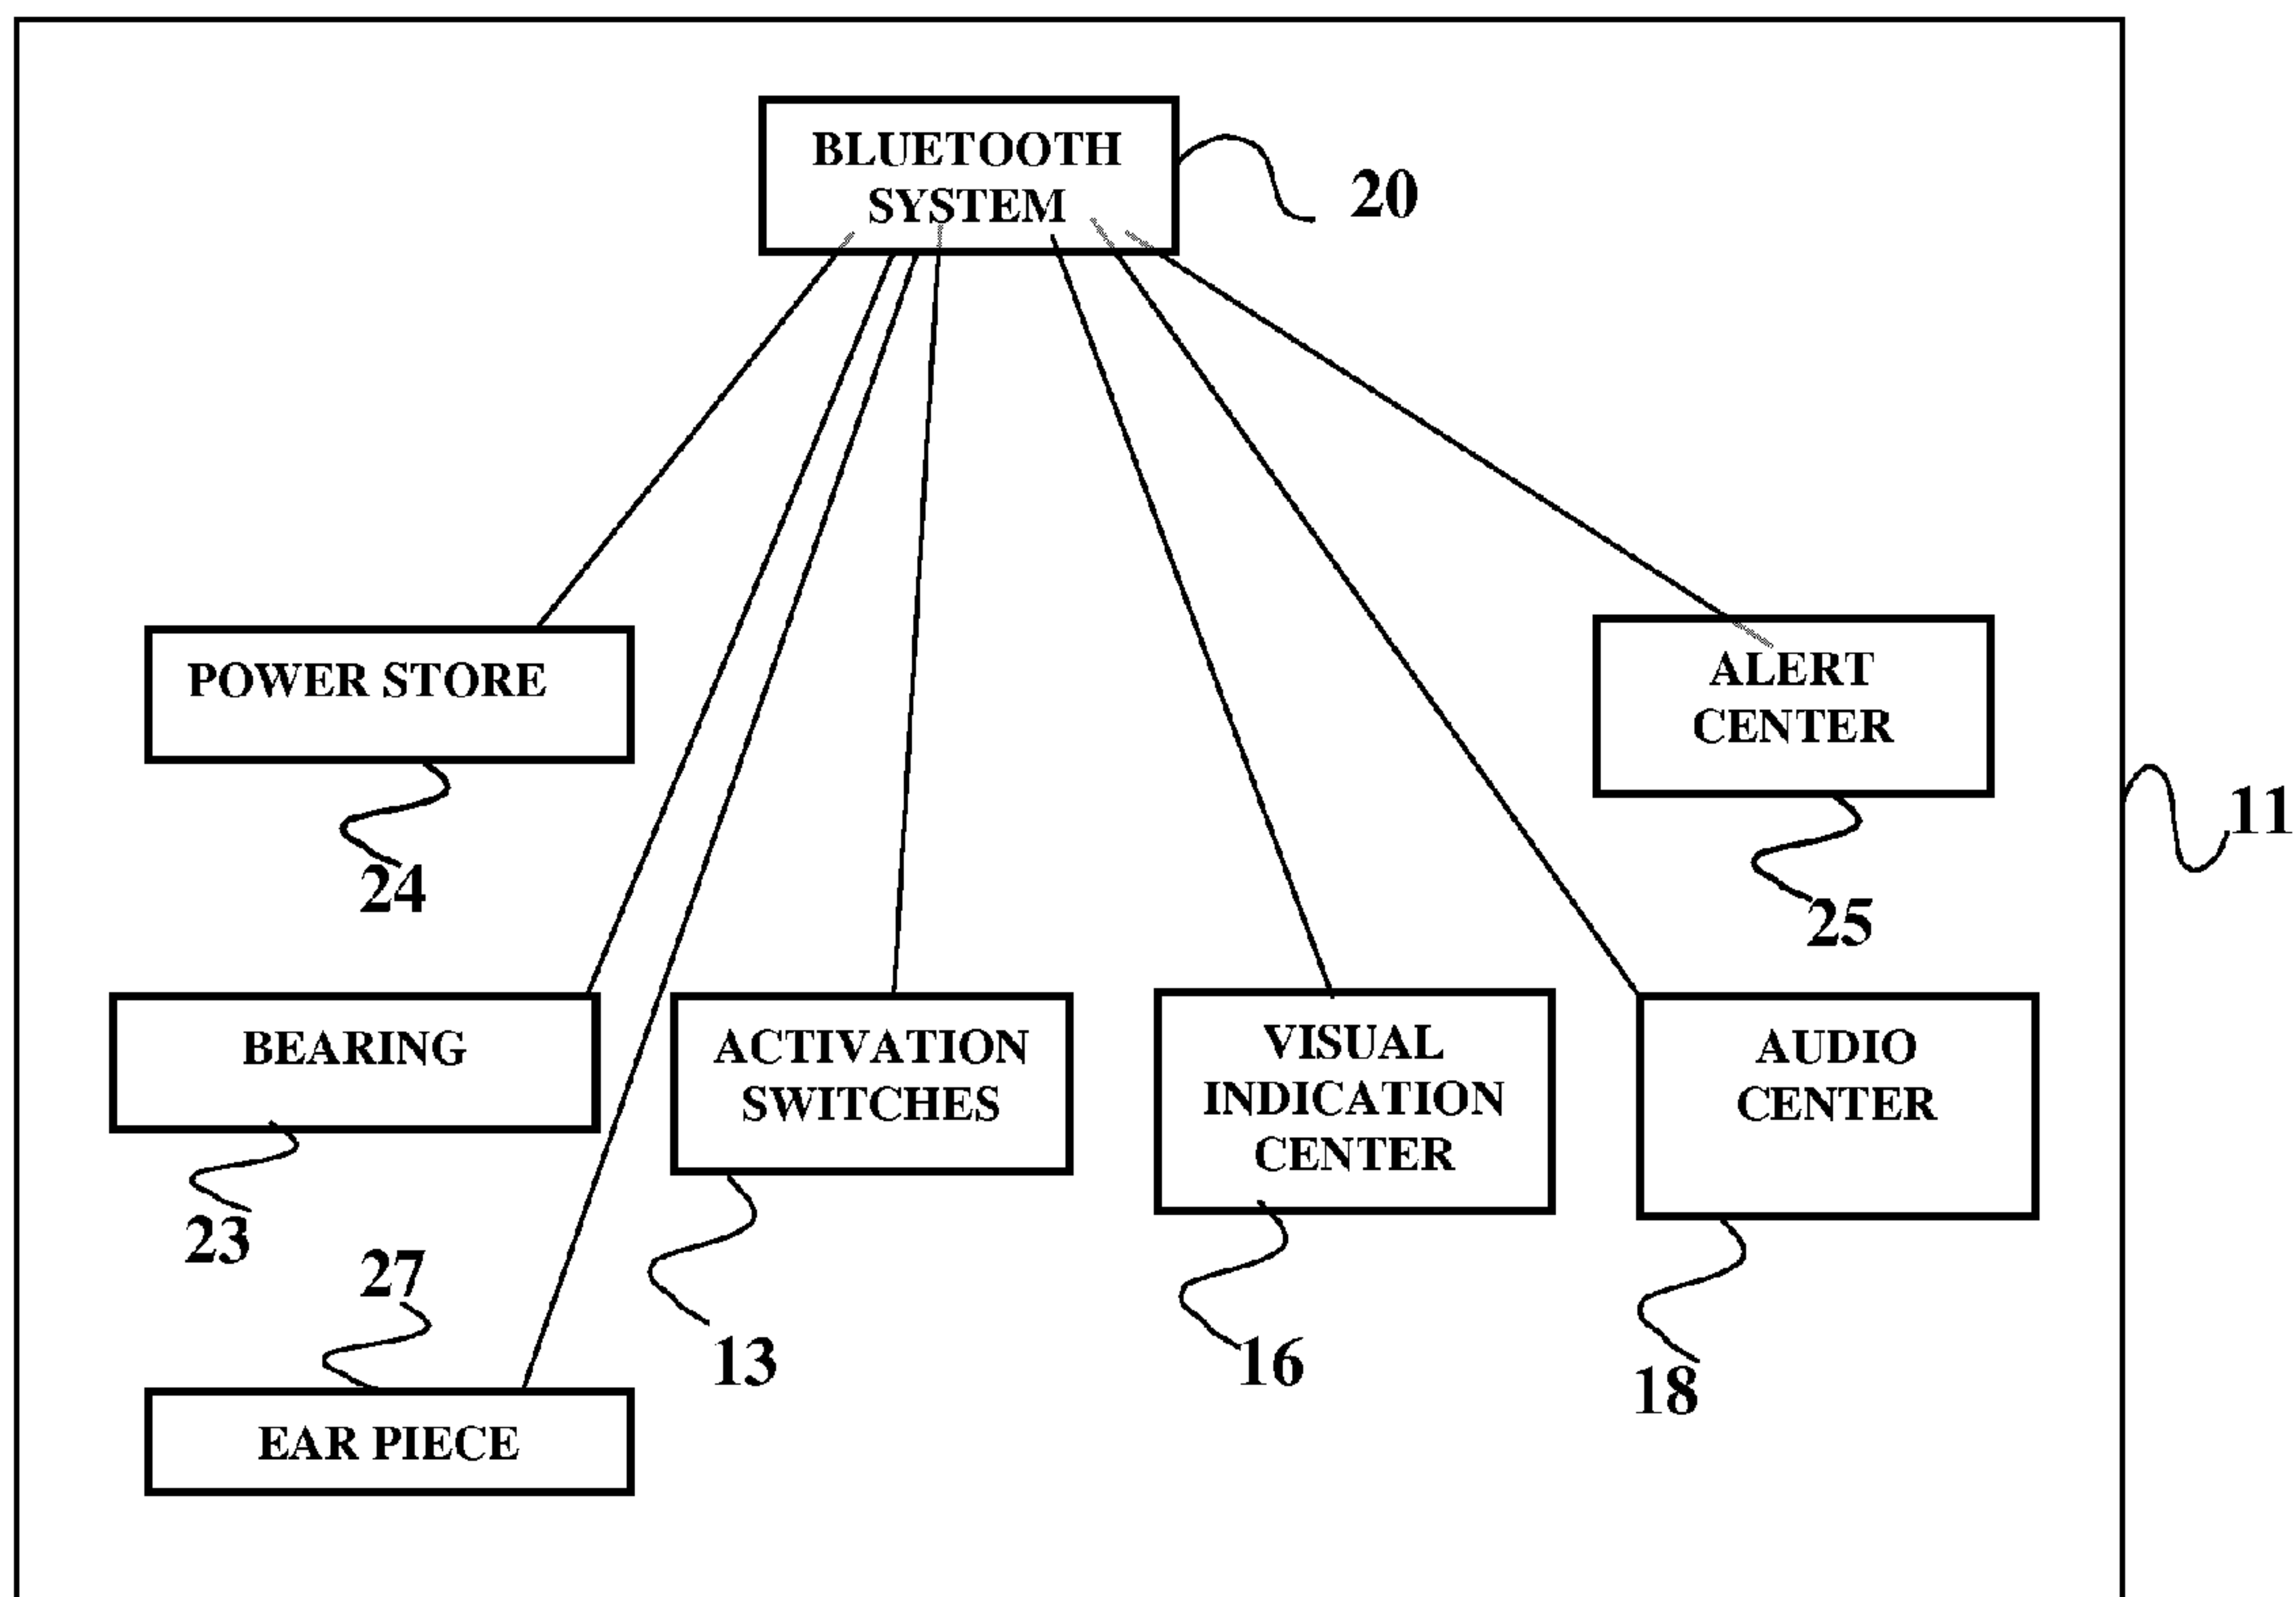 BLUETOOTH
SYSTEM
20
POWER STORE
24
ALERT
CENTER
25
11
BEARING
23
ACTIVATION
SWITCHES
13
VISUAL
INDICATION
CENTER
16
AUDIO
CENTER
18
27
EAR PIECE